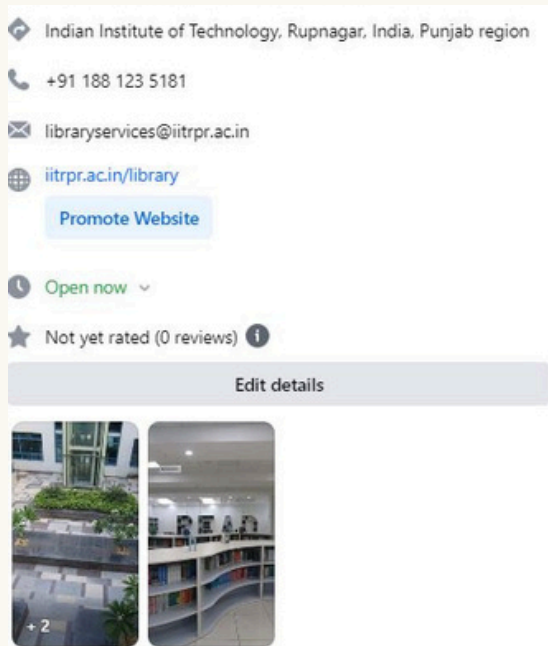 Indian Institute of Technology, Rupnagar, India, Punjab region
+91 188 123 5181
libraryservices@iitrpr.ac.in
iitrpr.ac.in/library
Promote Website
Open now
Not yet rated (0 reviews)
Edit details
READ
+ 2